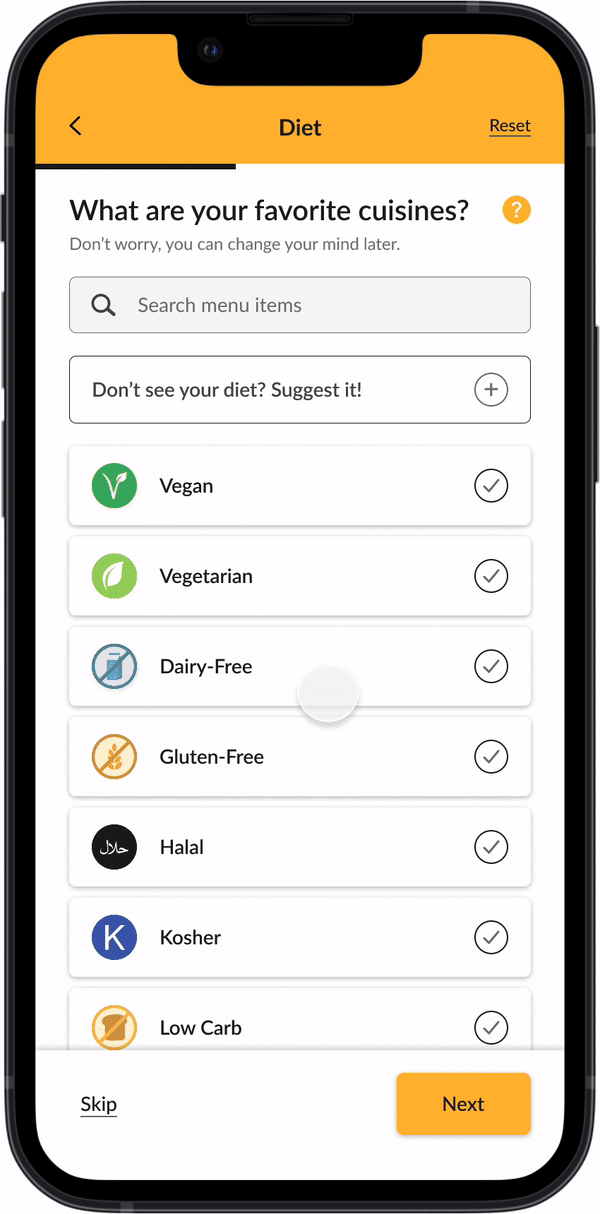 Diet
Reset
What are your favorite cuisines?
?
Don't worry, you can change your mind later.
Search menu items
Don't see your diet? Suggest it!
Vegan
Vegetarian
Dairy-Free
Gluten-Free
حلال Halal
K Kosher
Low Carb
Skip
Next